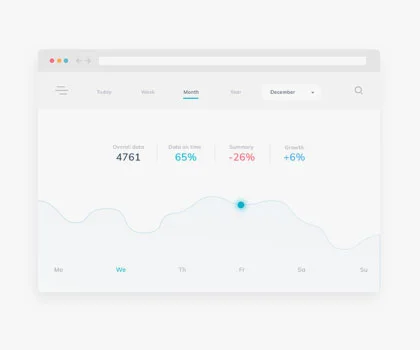 Today Week Month Year December
Overall data Data on time Summary Growth
4761 65% -26% +6%
Mo We Th Fr Sa Su